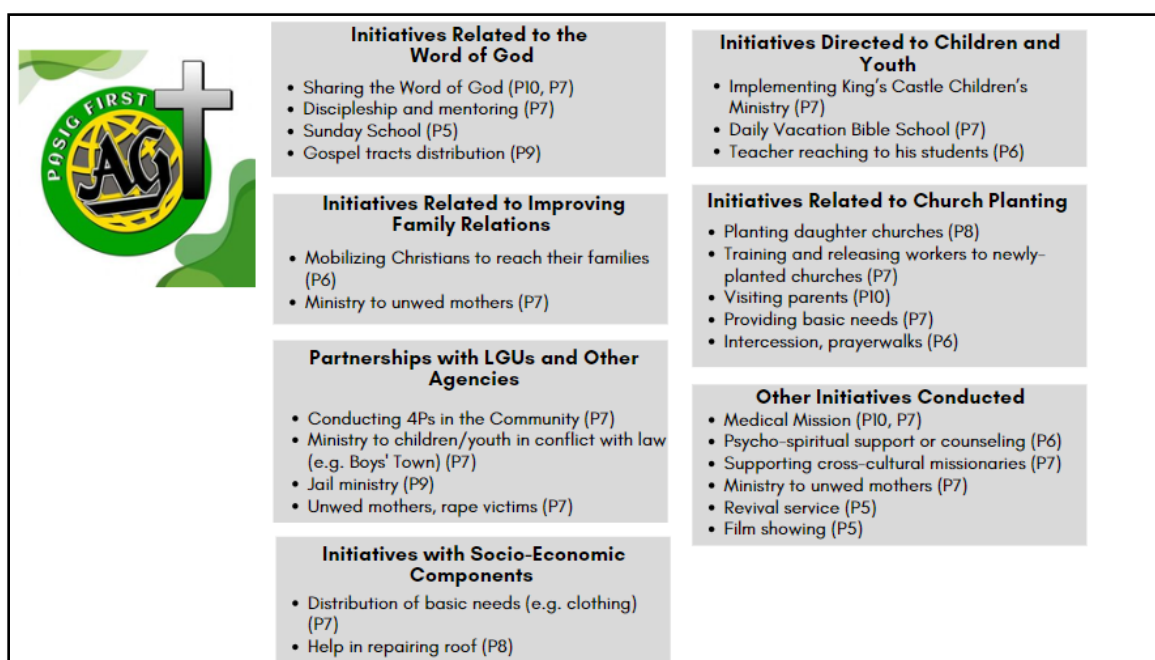 PASIG FIRST
AG
Initiatives Related to the
Word of God
• Sharing the Word of God (P10, P7)
• Discipleship and mentoring (P7)
• Sunday School (P5)
• Gospel tracts distribution (P9)
Initiatives Related to Improving
Family Relations
• Mobilizing Christians to reach their families
(P6)
• Ministry to unwed mothers (P7)
Partnerships with LGUs and Other
Agencies
• Conducting 4Ps in the Community (P7)
• Ministry to children/youth in conflict with law
(e.g. Boys' Town) (P7)
• Jail ministry (P9)
• Unwed mothers, rape victims (P7)
Initiatives with Socio-Economic
Components
• Distribution of basic needs (e.g. clothing)
(P7)
• Help in repairing roof (P8)
Initiatives Directed to Children and
Youth
• Implementing King's Castle Children's
Ministry (P7)
• Daily Vacation Bible School (P7)
• Teacher reaching to his students (P6)
Initiatives Related to Church Planting
• Planting daughter churches (P8)
• Training and releasing workers to newly-
planted churches (P7)
• Visiting parents (P10)
• Providing basic needs (P7)
• Intercession, prayerwalks (P6)
Other Initiatives Conducted
• Medical Mission (P10, P7)
• Psycho-spiritual support or counseling (P6)
• Supporting cross-cultural missionaries (P7)
• Ministry to unwed mothers (P7)
• Revival service (P5)
• Film showing (P5)